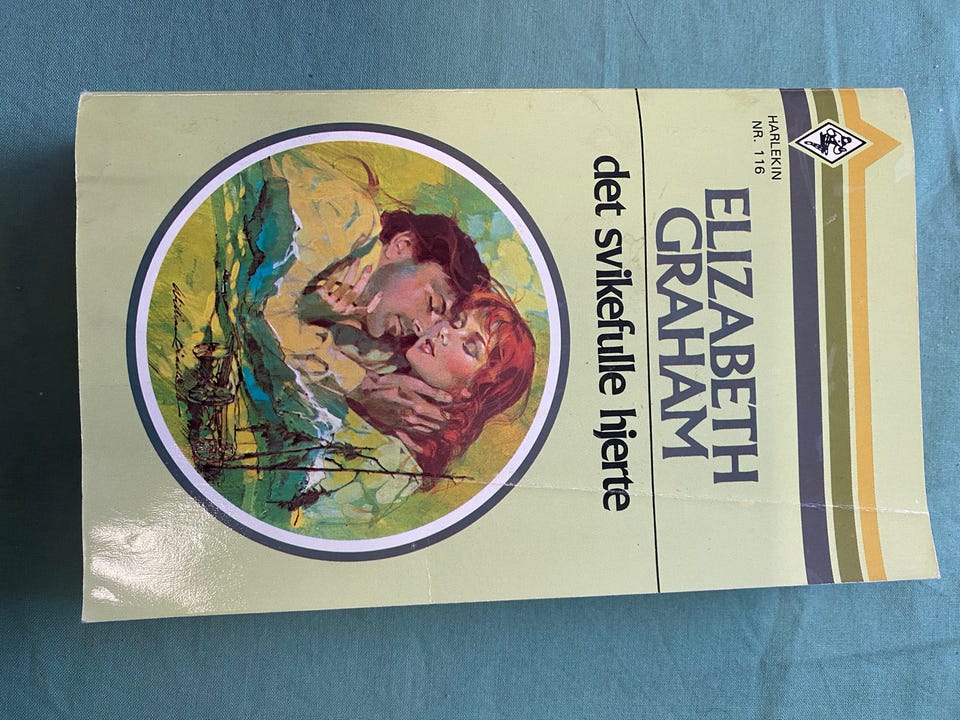 HARLEKIN
NR. 116
ELIZABETH
GRAHAM
det svikefulle hjerte